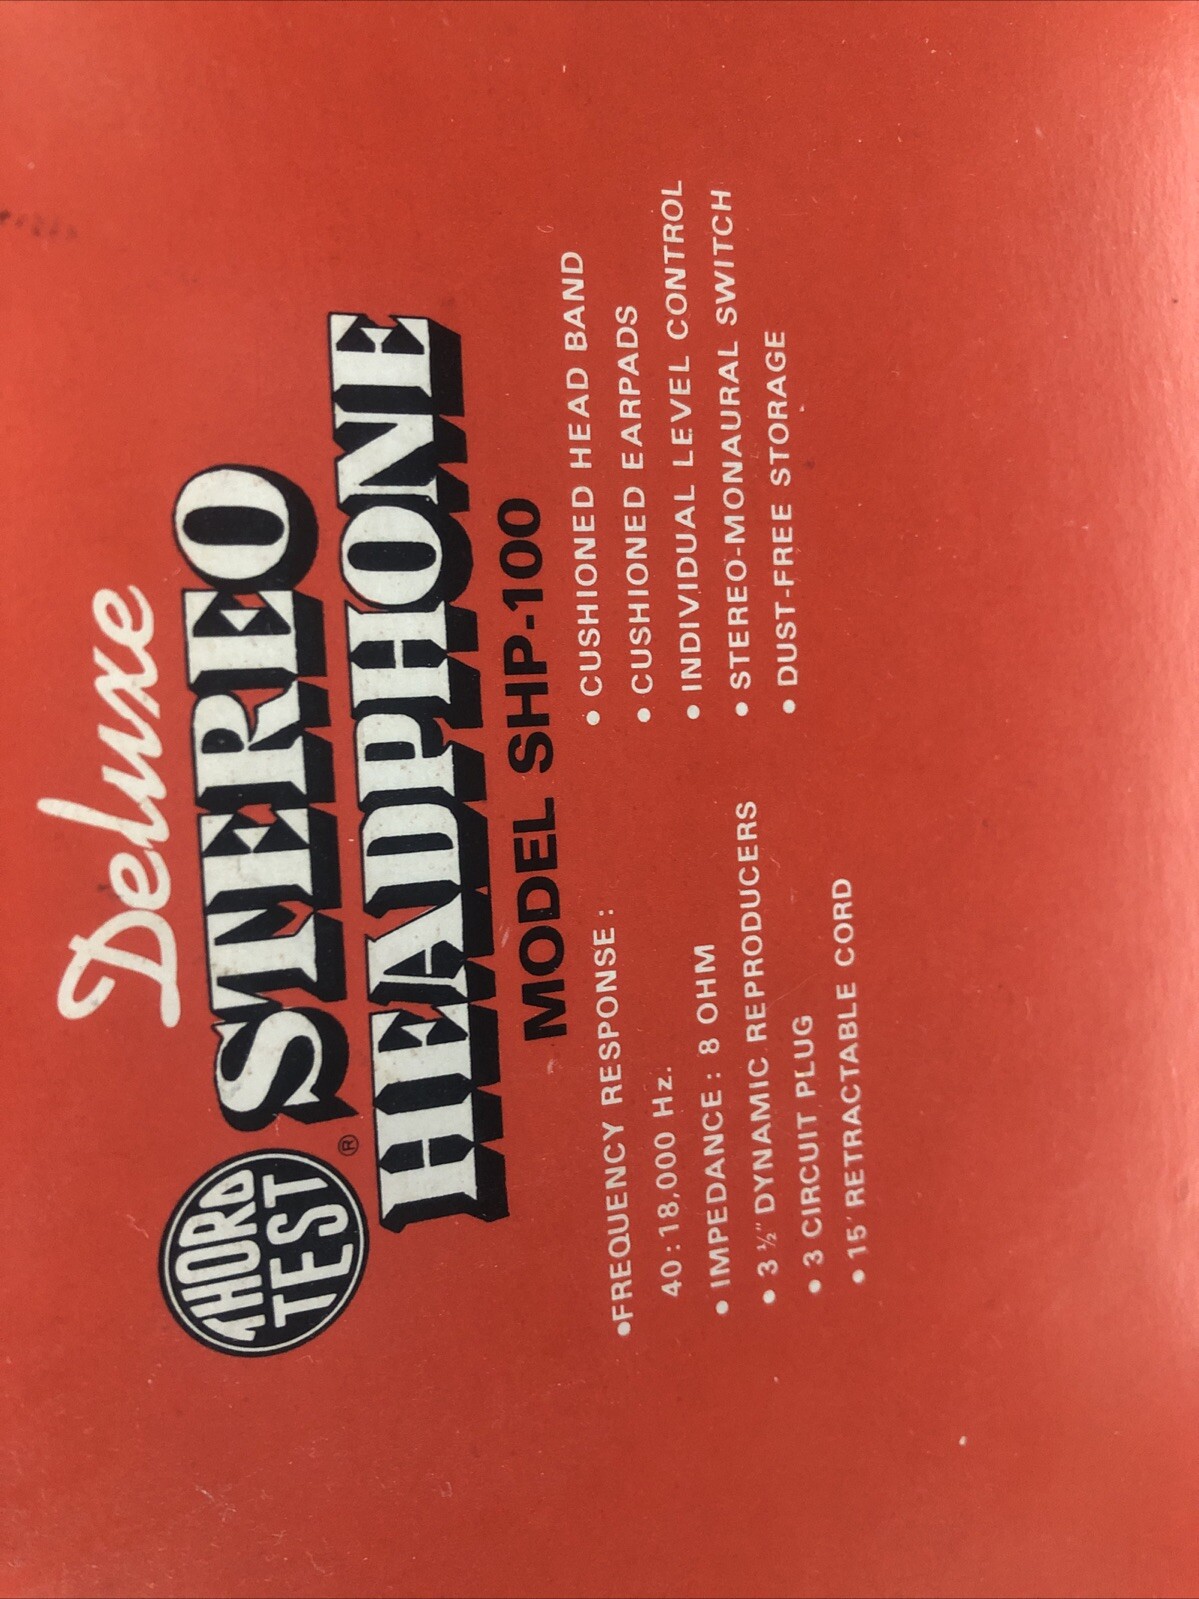 Deluxe
HORA
TEST
®
STEREO
HEADPHONE
MODEL SHP-100
•FREQUENCY RESPONSE :
40 : 18,000 Hz.
• IMPEDANCE : 8 OHM
• 3 ½" DYNAMIC REPRODUCERS
• 3 CIRCUIT PLUG
• 15' RETRACTABLE CORD
• CUSHIONED HEAD BAND
• CUSHIONED EARPADS
• INDIVIDUAL LEVEL CONTROL
• STEREO-MONAURAL SWITCH
• DUST-FREE STORAGE